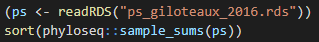 (ps <- readRDS("ps_giloteaux_2016.rds"))
sort(phyloseq::sample_sums(ps))